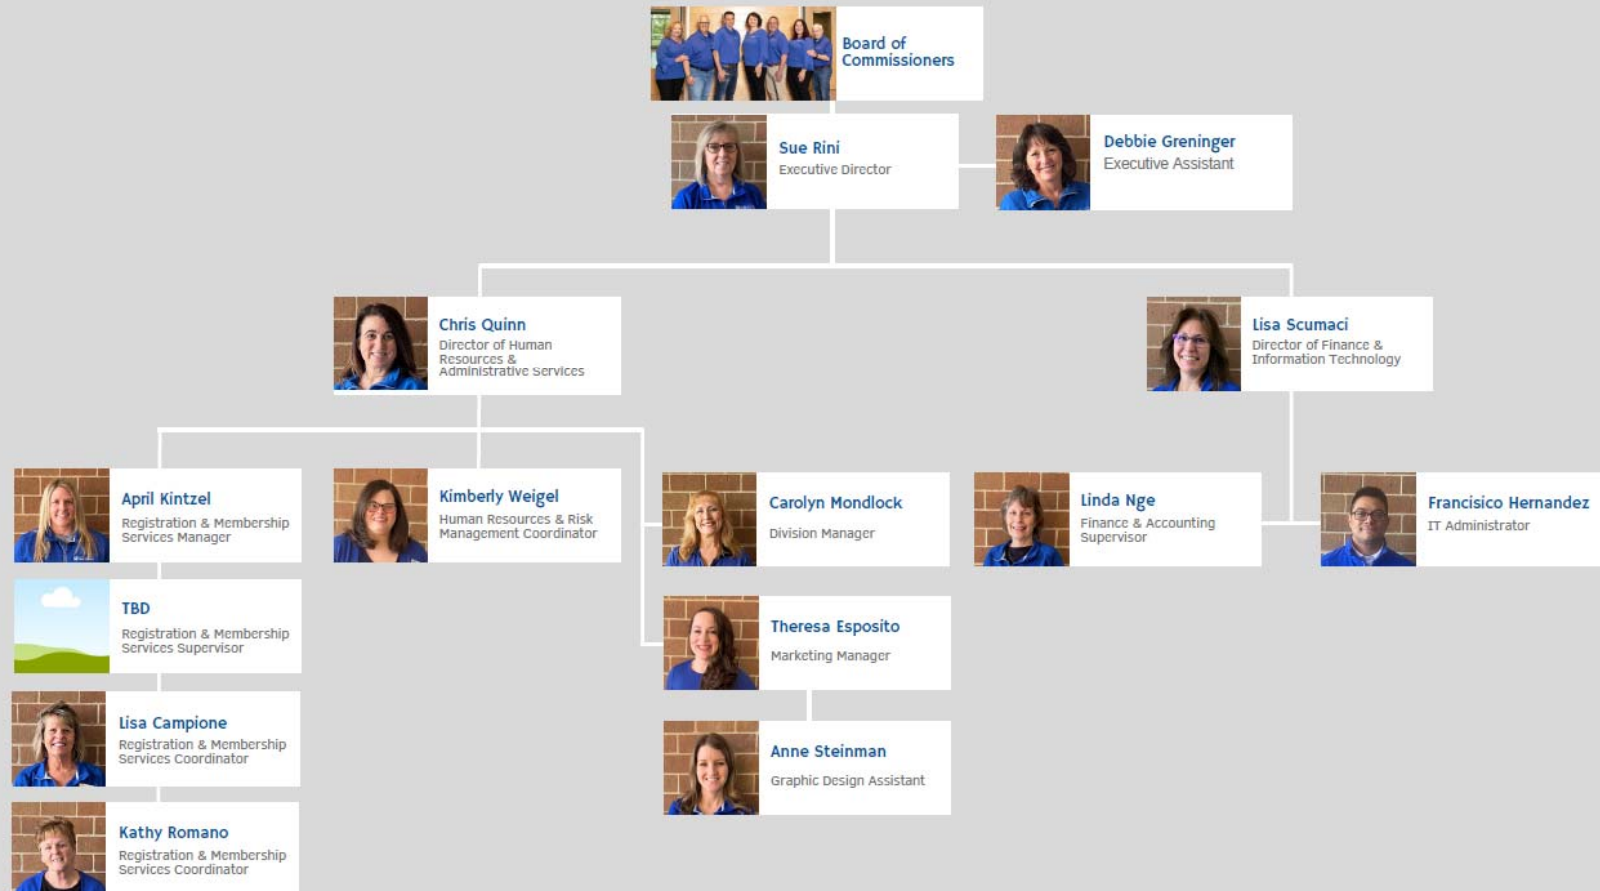 Board of
Commissioners
Sue Rini
Executive Director
Debbie Greninger
Executive Assistant
Chris Quinn
Director of Human
Resources &
Administrative Services
Lisa Scumaci
Director of Finance &
Information Technology
April Kintzel
Registration & Membership
Services Manager
Kimberly Weigel
Human Resources & Risk
Management Coordinator
Carolyn Mondlock
Division Manager
Linda Nge
Finance & Accounting
Supervisor
Francisico Hernandez
IT Administrator
TBD
Registration & Membership
Services Supervisor
Theresa Esposito
Marketing Manager
Lisa Campione
Registration & Membership
Services Coordinator
Anne Steinman
Graphic Design Assistant
Kathy Romano
Registration & Membership
Services Coordinator